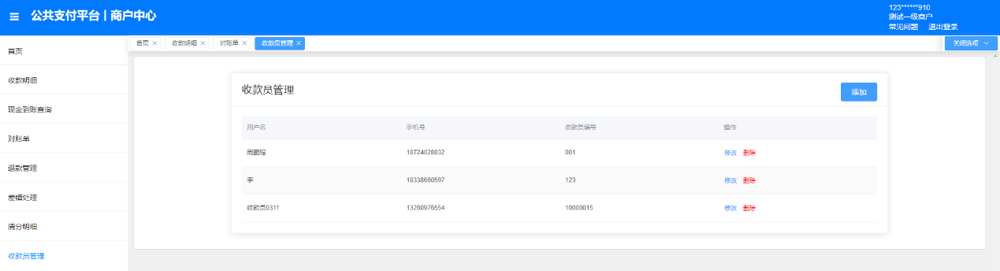 公共支付平台 | 商户中心
123******910
测试一级商户
常见问题 退出登录
首页
收款明细
现金到账查询
对账单
退款管理
差错处理
清分明细
收款员管理
首页 × 收款明细 × 对账单 × 收款员管理 ×
关闭选项
收款员管理
添加
用户名 手机号 收款员编号 操作
周鹏程 18724028032 001 修改 删除
李 18338660597 123 修改 删除
收款员0311 13260976554 10000015 修改 删除